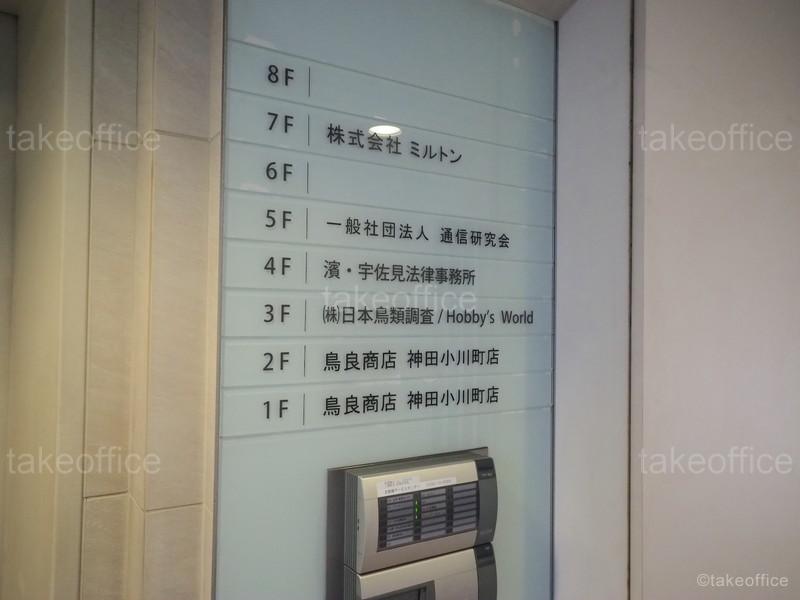 8F
7F 株式会社 ミルトン
6F
5F 一般社団法人 通信研究会
4F 濱・宇佐見法律事務所
3F ㈱日本鳥類調査 / Hobby's World
2F 鳥良商店 神田小川町店
1F 鳥良商店 神田小川町店
takeoffice
takeoffice
takeoffice
takeoffice
takeoffice
©takeoffice